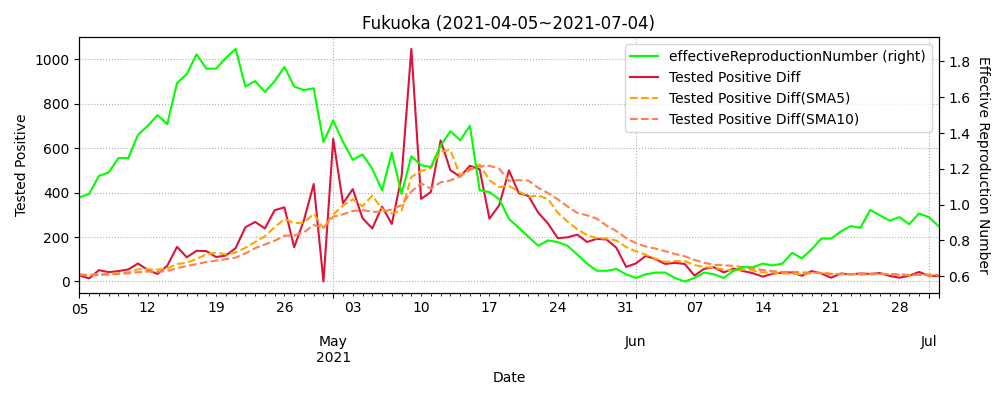 Fukuoka (2021-04-05~2021-07-04)
effectiveReproductionNumber (right)
Tested Positive Diff
Tested Positive Diff(SMA5)
Tested Positive Diff(SMA10)
Tested Positive
1000
800
600
400
200
0
1.8
1.6
1.4
1.2
1.0
0.8
0.6
Effective Reproduction Number
05 12 19 26 03 10 17 24 31 07 14 21 28
May Jun Jul
2021
Date